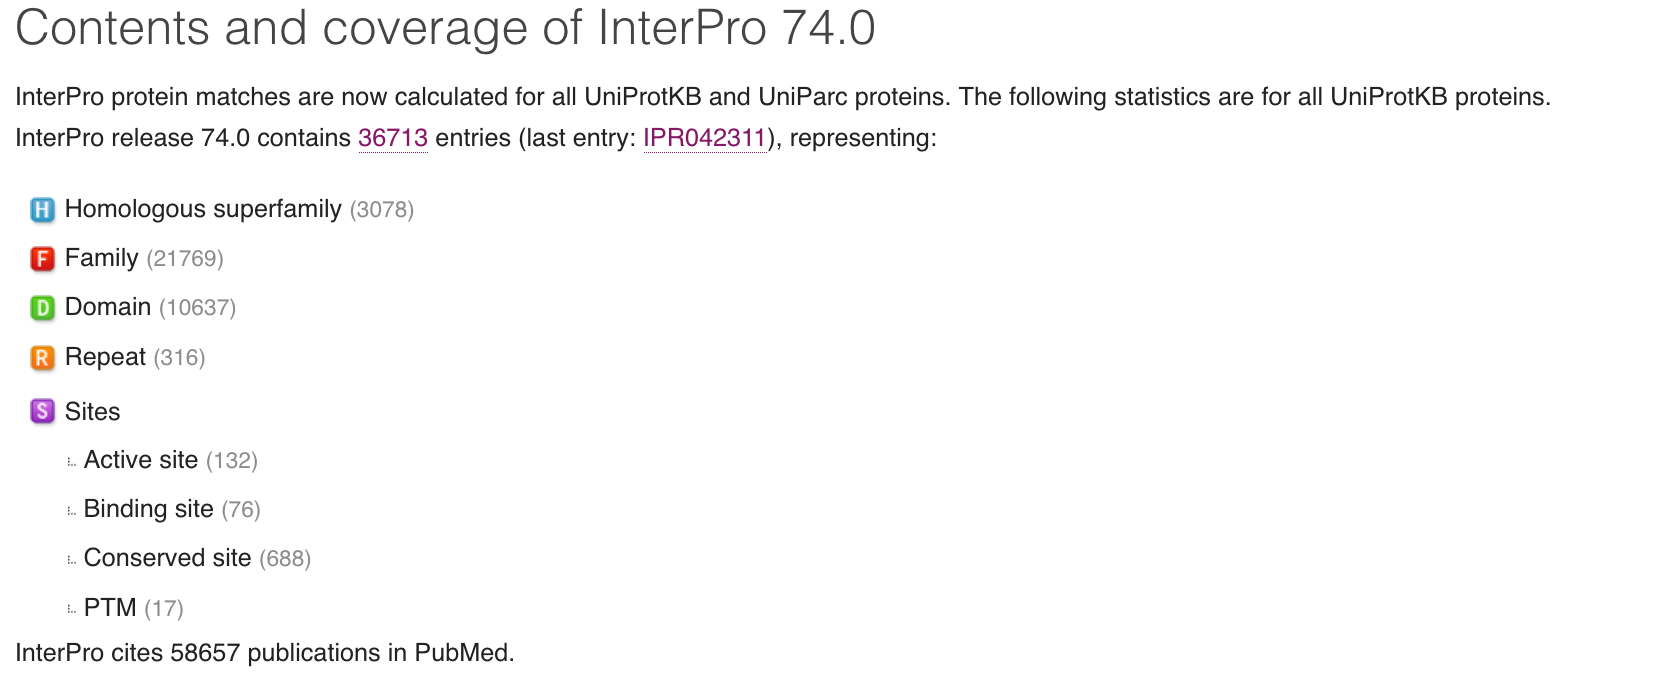 Contents and coverage of InterPro 74.0
InterPro protein matches are now calculated for all UniProtKB and UniParc proteins. The following statistics are for all UniProtKB proteins.
InterPro release 74.0 contains 36713 entries (last entry: IPR042311), representing:
H Homologous superfamily (3078)
F Family (21769)
D Domain (10637)
R Repeat (316)
S Sites
Active site (132)
Binding site (76)
Conserved site (688)
PTM (17)
InterPro cites 58657 publications in PubMed.